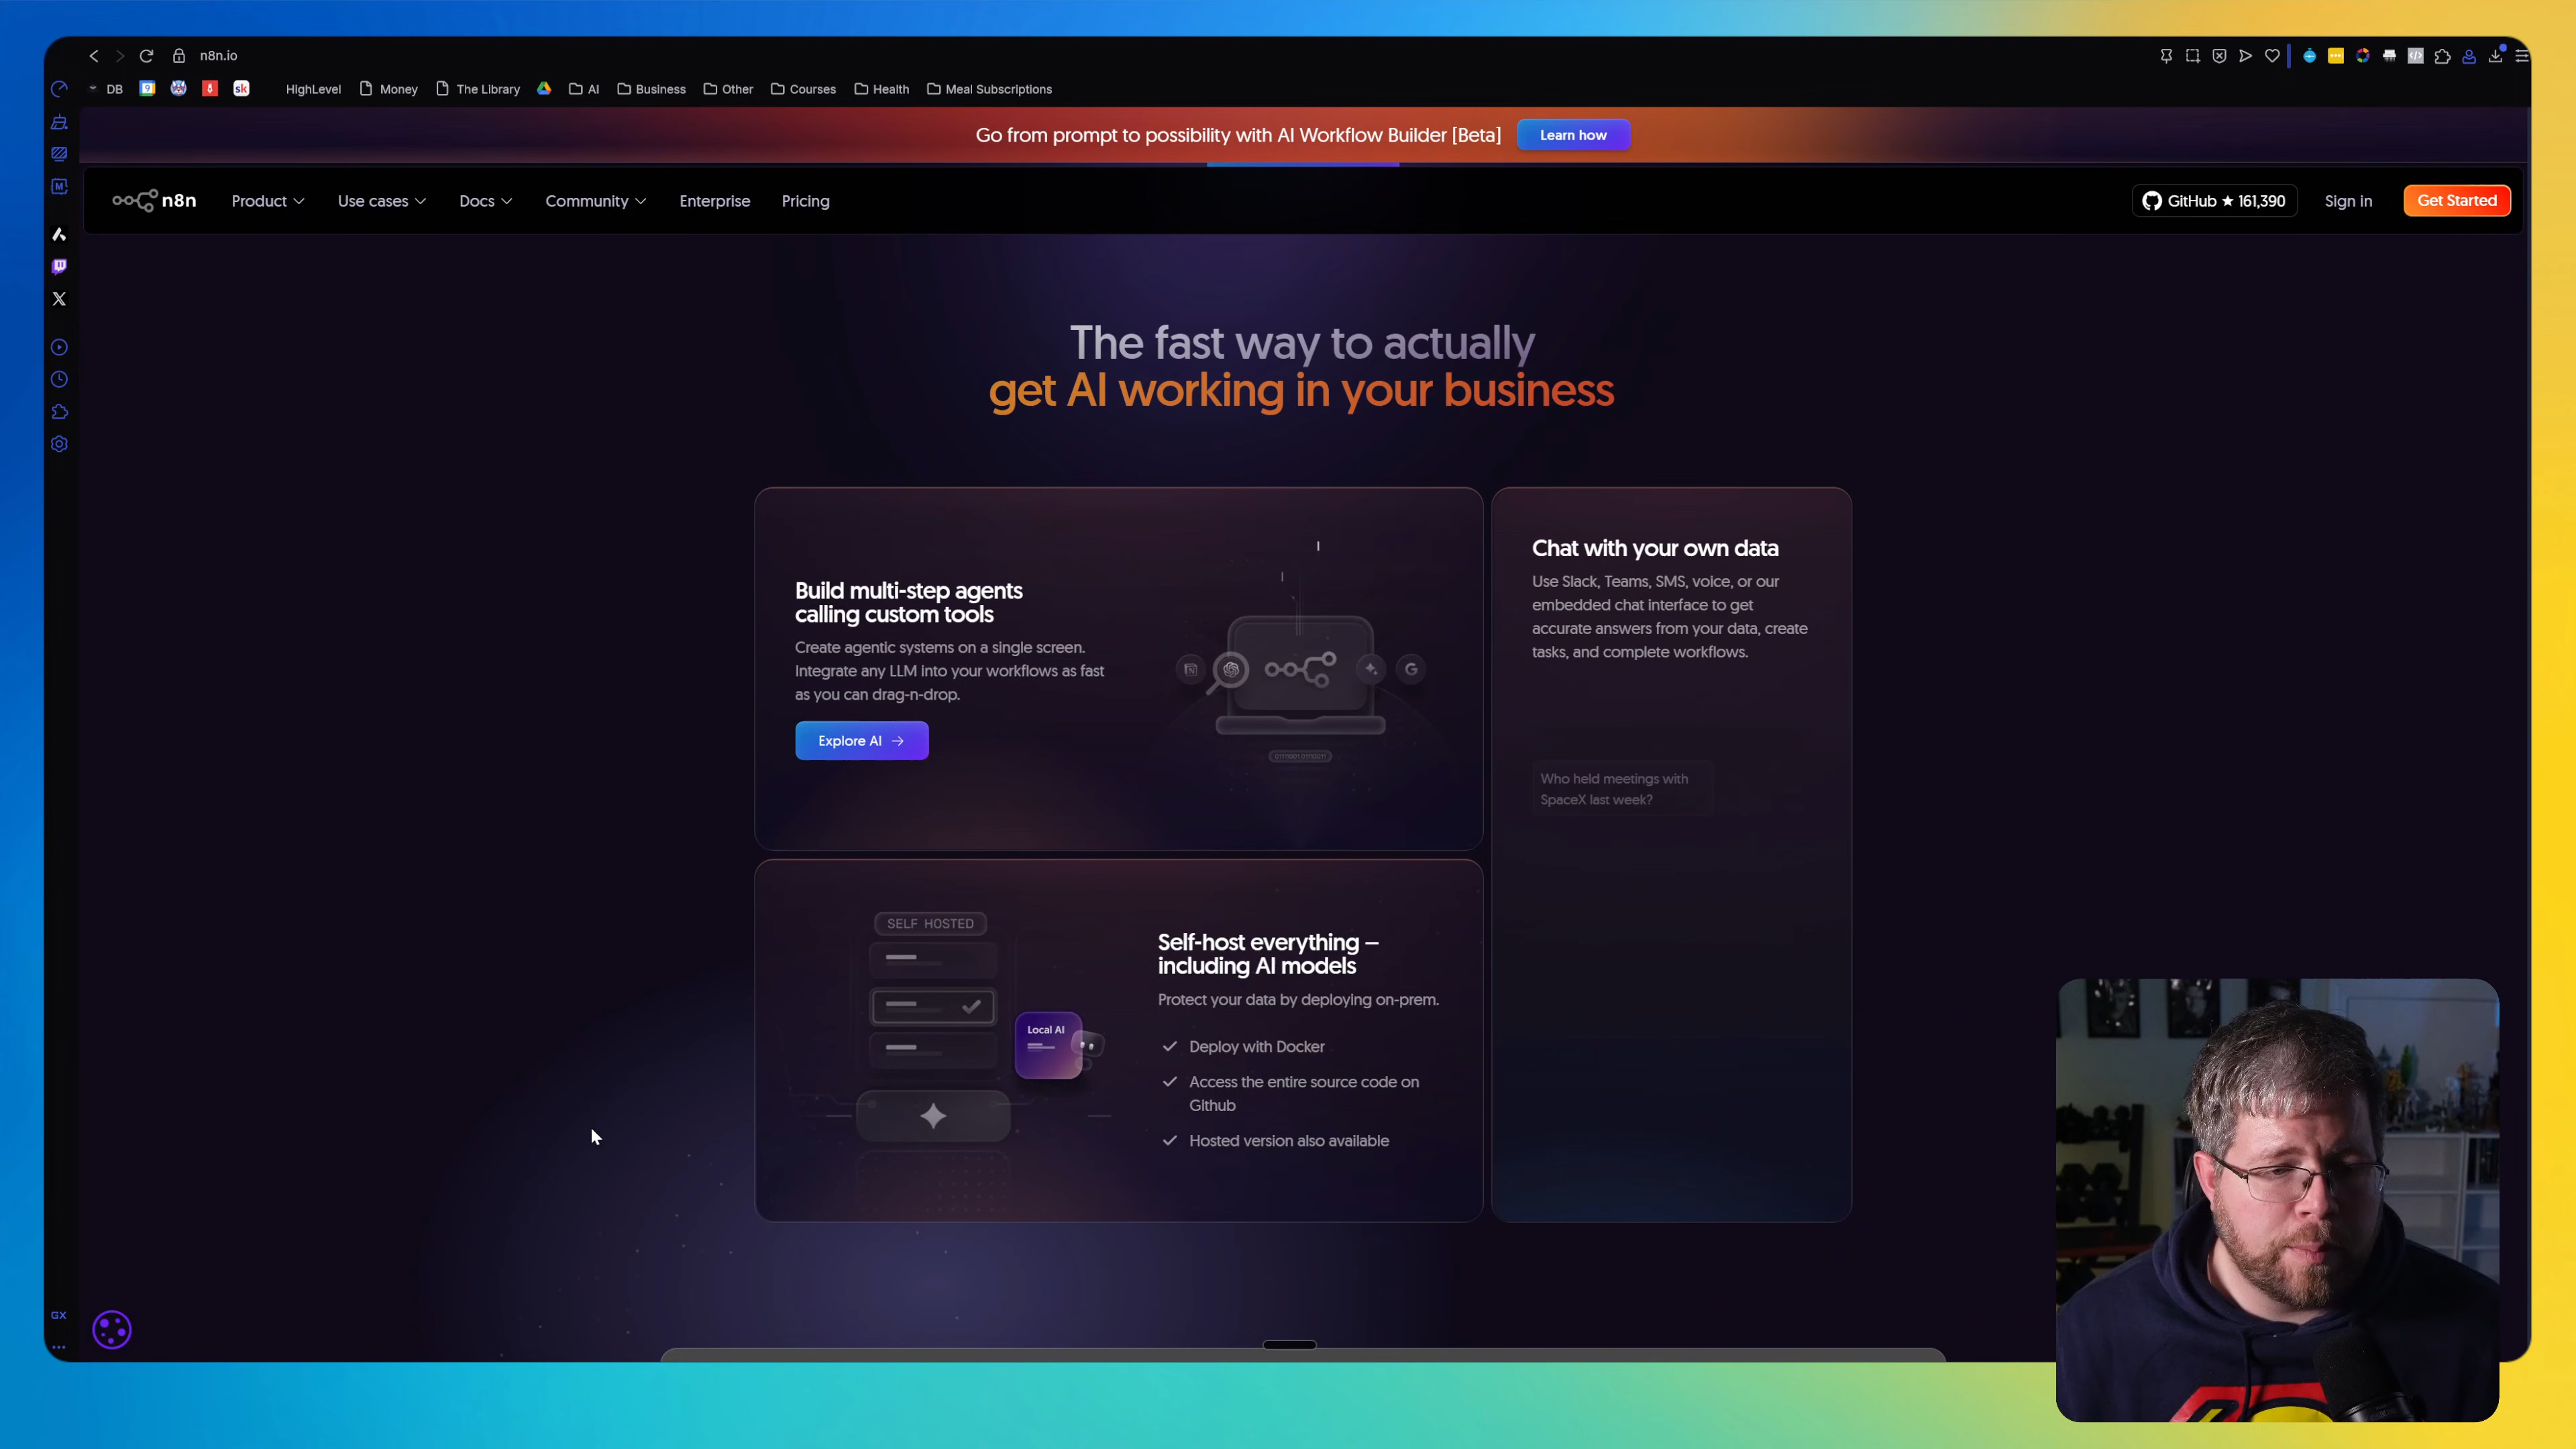 n8n.io
DB
9
sk
HighLevel
Money
The Library
AI
Business
Other
Courses
Health
Meal Subscriptions
Go from prompt to possibility with AI Workflow Builder [Beta]
Learn how
n8n
Product
Use cases
Docs
Community
Enterprise
Pricing
GitHub ★ 161,390
Sign in
Get Started
The fast way to actually
get AI working in your business
Build multi-step agents
calling custom tools
Create agentic systems on a single screen.
Integrate any LLM into your workflows as fast
as you can drag-n-drop.
Explore AI →
Chat with your own data
Use Slack, Teams, SMS, voice, or our
embedded chat interface to get
accurate answers from your data, create
tasks, and complete workflows.
Who held meetings with
SpaceX last week?
SELF HOSTED
Local AI
Self-host everything –
including AI models
Protect your data by deploying on-prem.
Deploy with Docker
Access the entire source code on
Github
Hosted version also available
GX